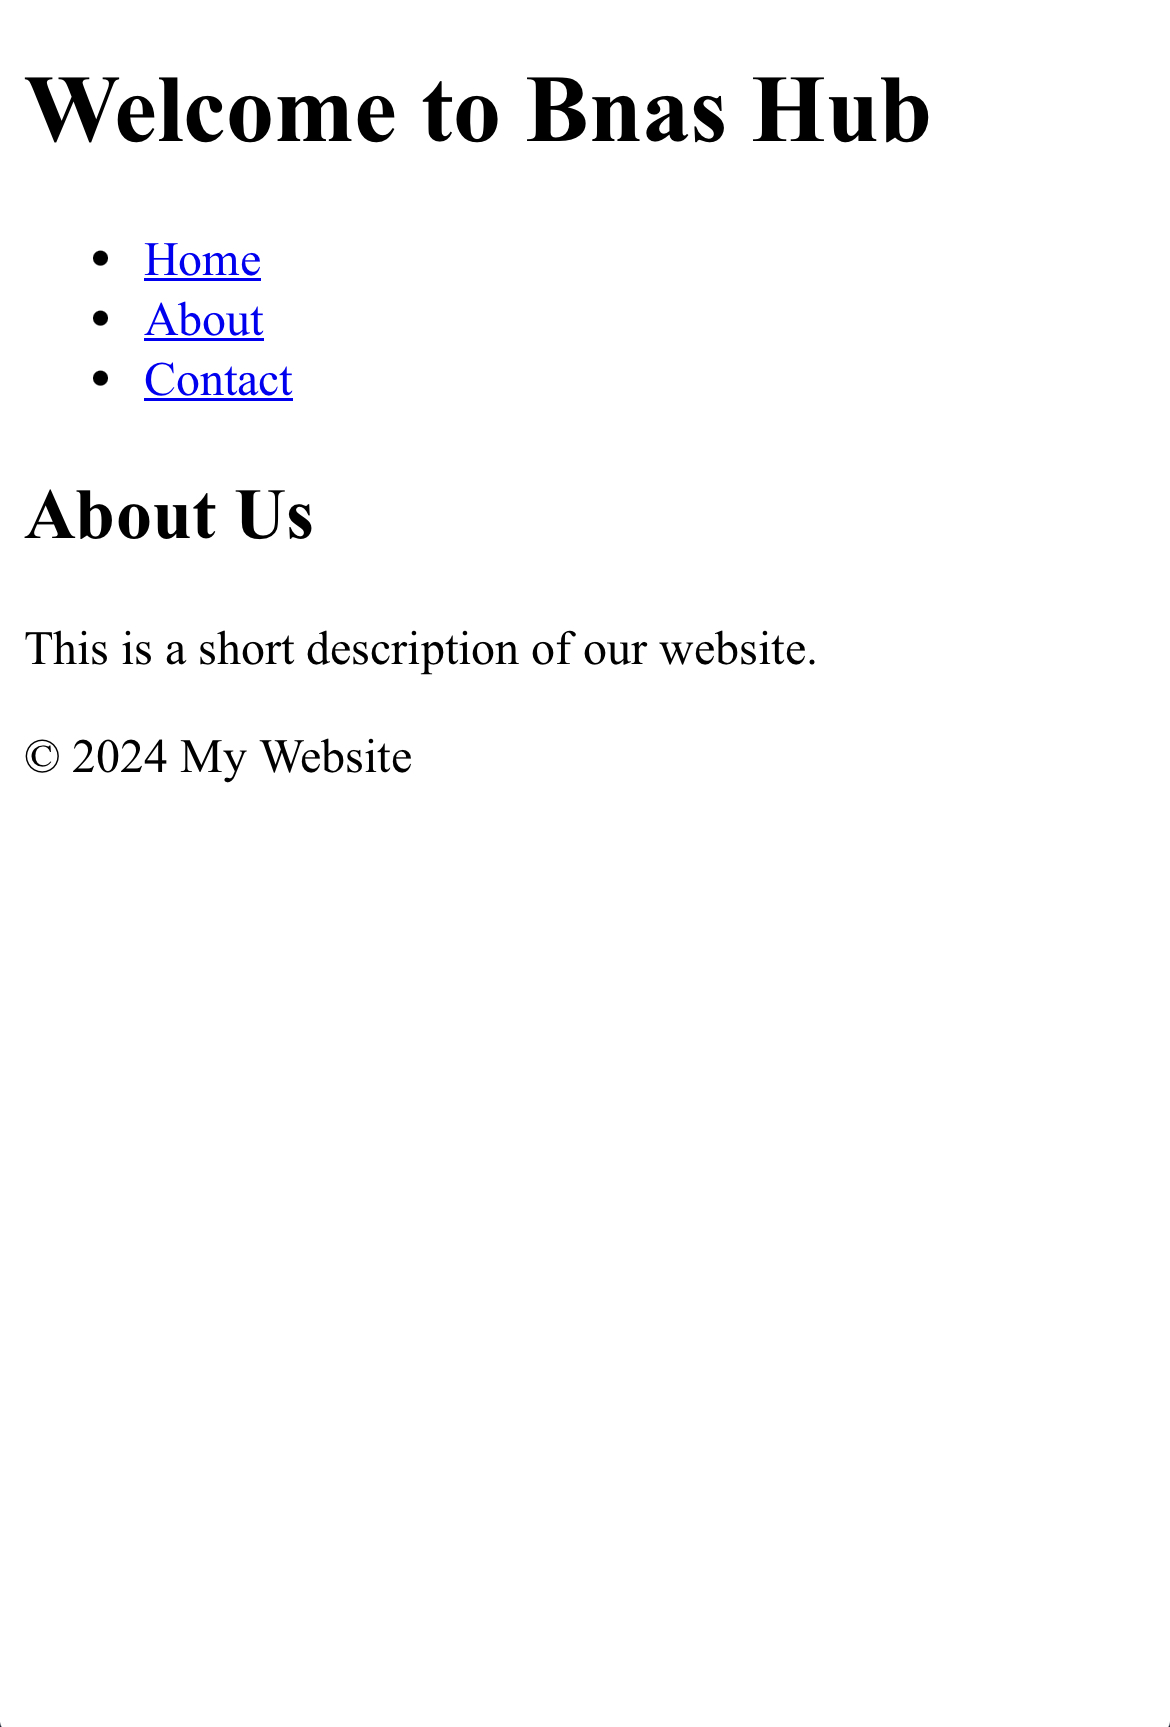 Welcome to Bnas Hub
Home
About
Contact
About Us
This is a short description of our website.
© 2024 My Website